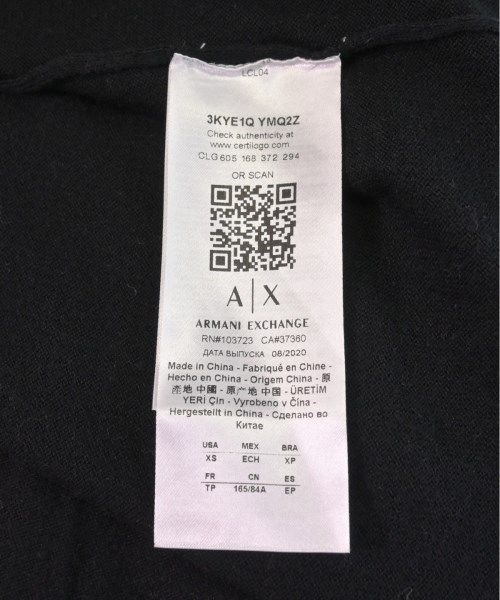 LCL04
3KYE1Q YMQ2Z
Check authenticity at
www.certilogo.com
CLG 605 168 372 294
OR SCAN
A|X
ARMANI EXCHANGE
RN#103723 CA#37360
ДАТА ВЫПУСКА 08/2020
Made in China - Fabriqué en Chine -
Hecho en China - Origem China - 原
產地 中國 - 原产地 中国 - ÜRETİM
YERİ Çin - Vyrobeno v Čína -
Hergestellt in China - Сделано во
Китае
USA MEX BRA
XS ECH XP
FR CN ES
TP 165/84A EP